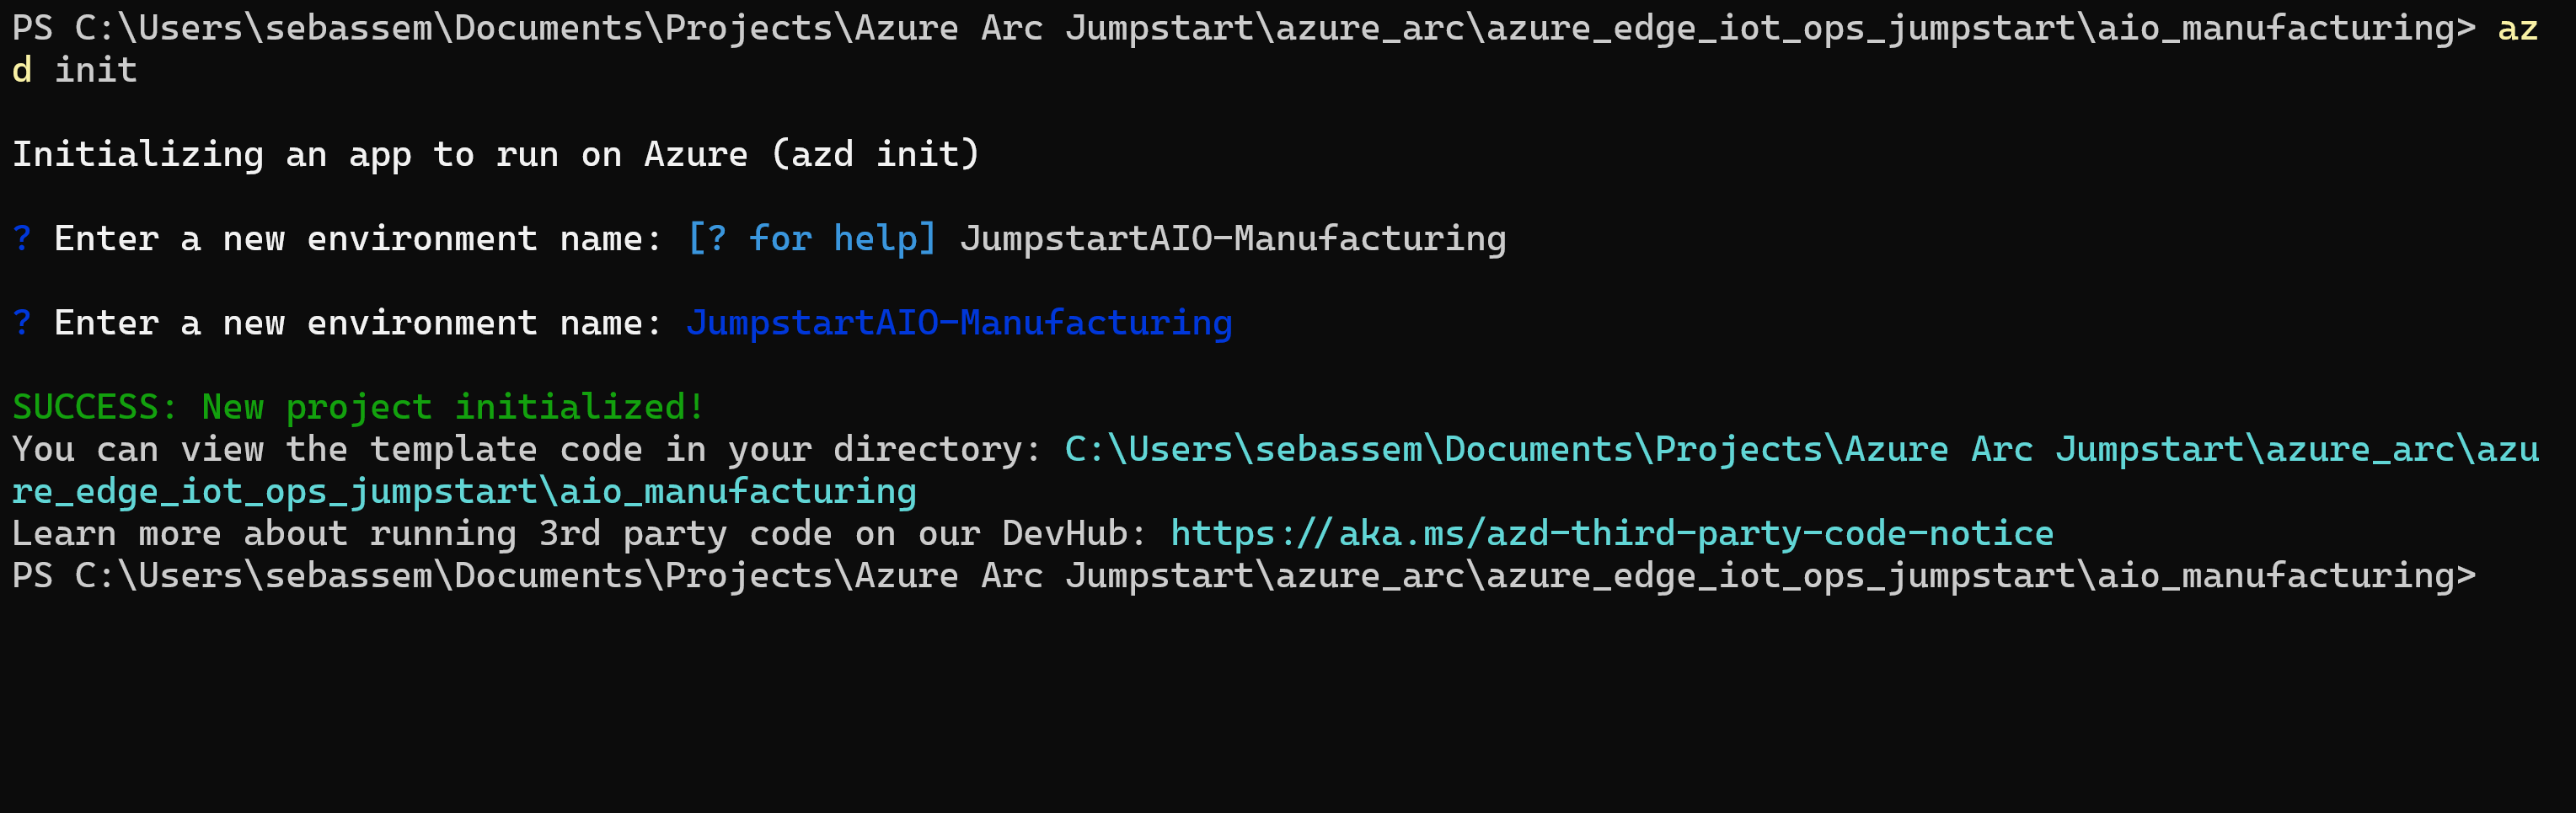 PS C:\Users\sebassem\Documents\Projects\Azure Arc Jumpstart\azure_arc\azure_edge_iot_ops_jumpstart\aio_manufacturing> az
d init
Initializing an app to run on Azure (azd init)
? Enter a new environment name: [? for help] JumpstartAIO-Manufacturing
? Enter a new environment name: JumpstartAIO-Manufacturing
SUCCESS: New project initialized!
You can view the template code in your directory: C:\Users\sebassem\Documents\Projects\Azure Arc Jumpstart\azure_arc\azu
re_edge_iot_ops_jumpstart\aio_manufacturing
Learn more about running 3rd party code on our DevHub: https://aka.ms/azd-third-party-code-notice
PS C:\Users\sebassem\Documents\Projects\Azure Arc Jumpstart\azure_arc\azure_edge_iot_ops_jumpstart\aio_manufacturing>